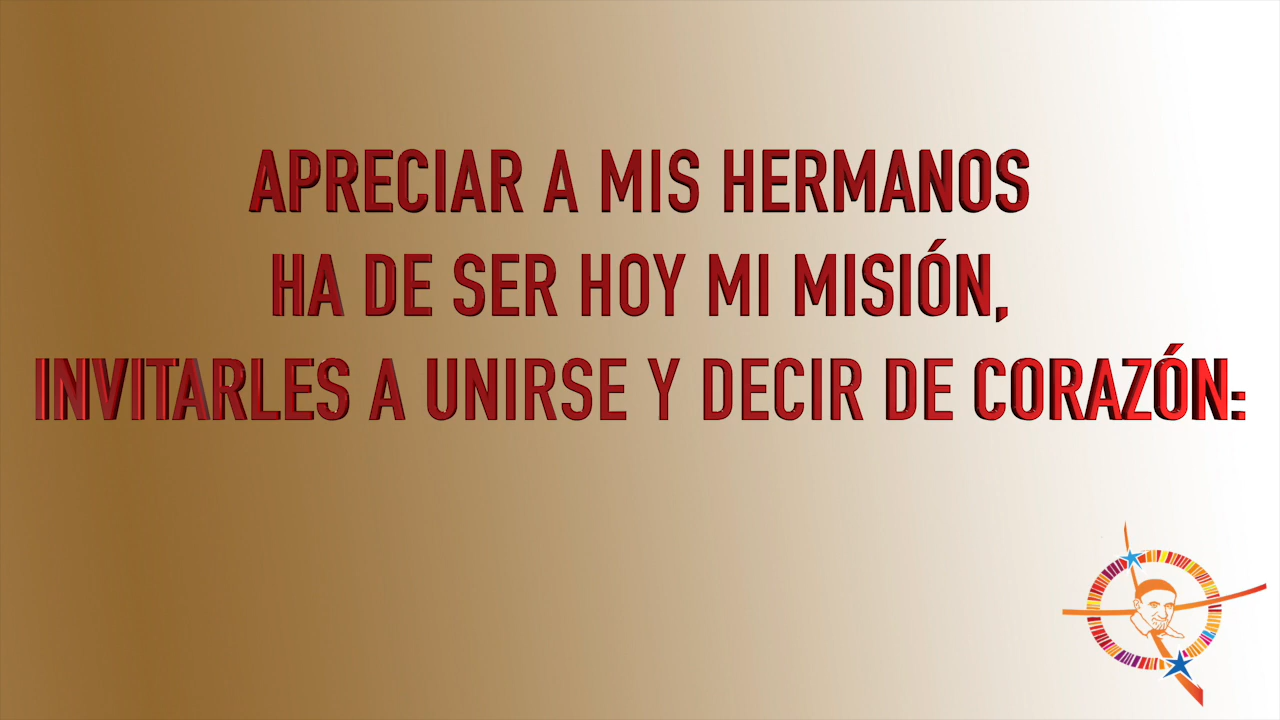 APRECIAR A MIS HERMANOS
HA DE SER HOY MI MISIÓN,
INVITARLES A UNIRSE Y DECIR DE CORAZÓN: